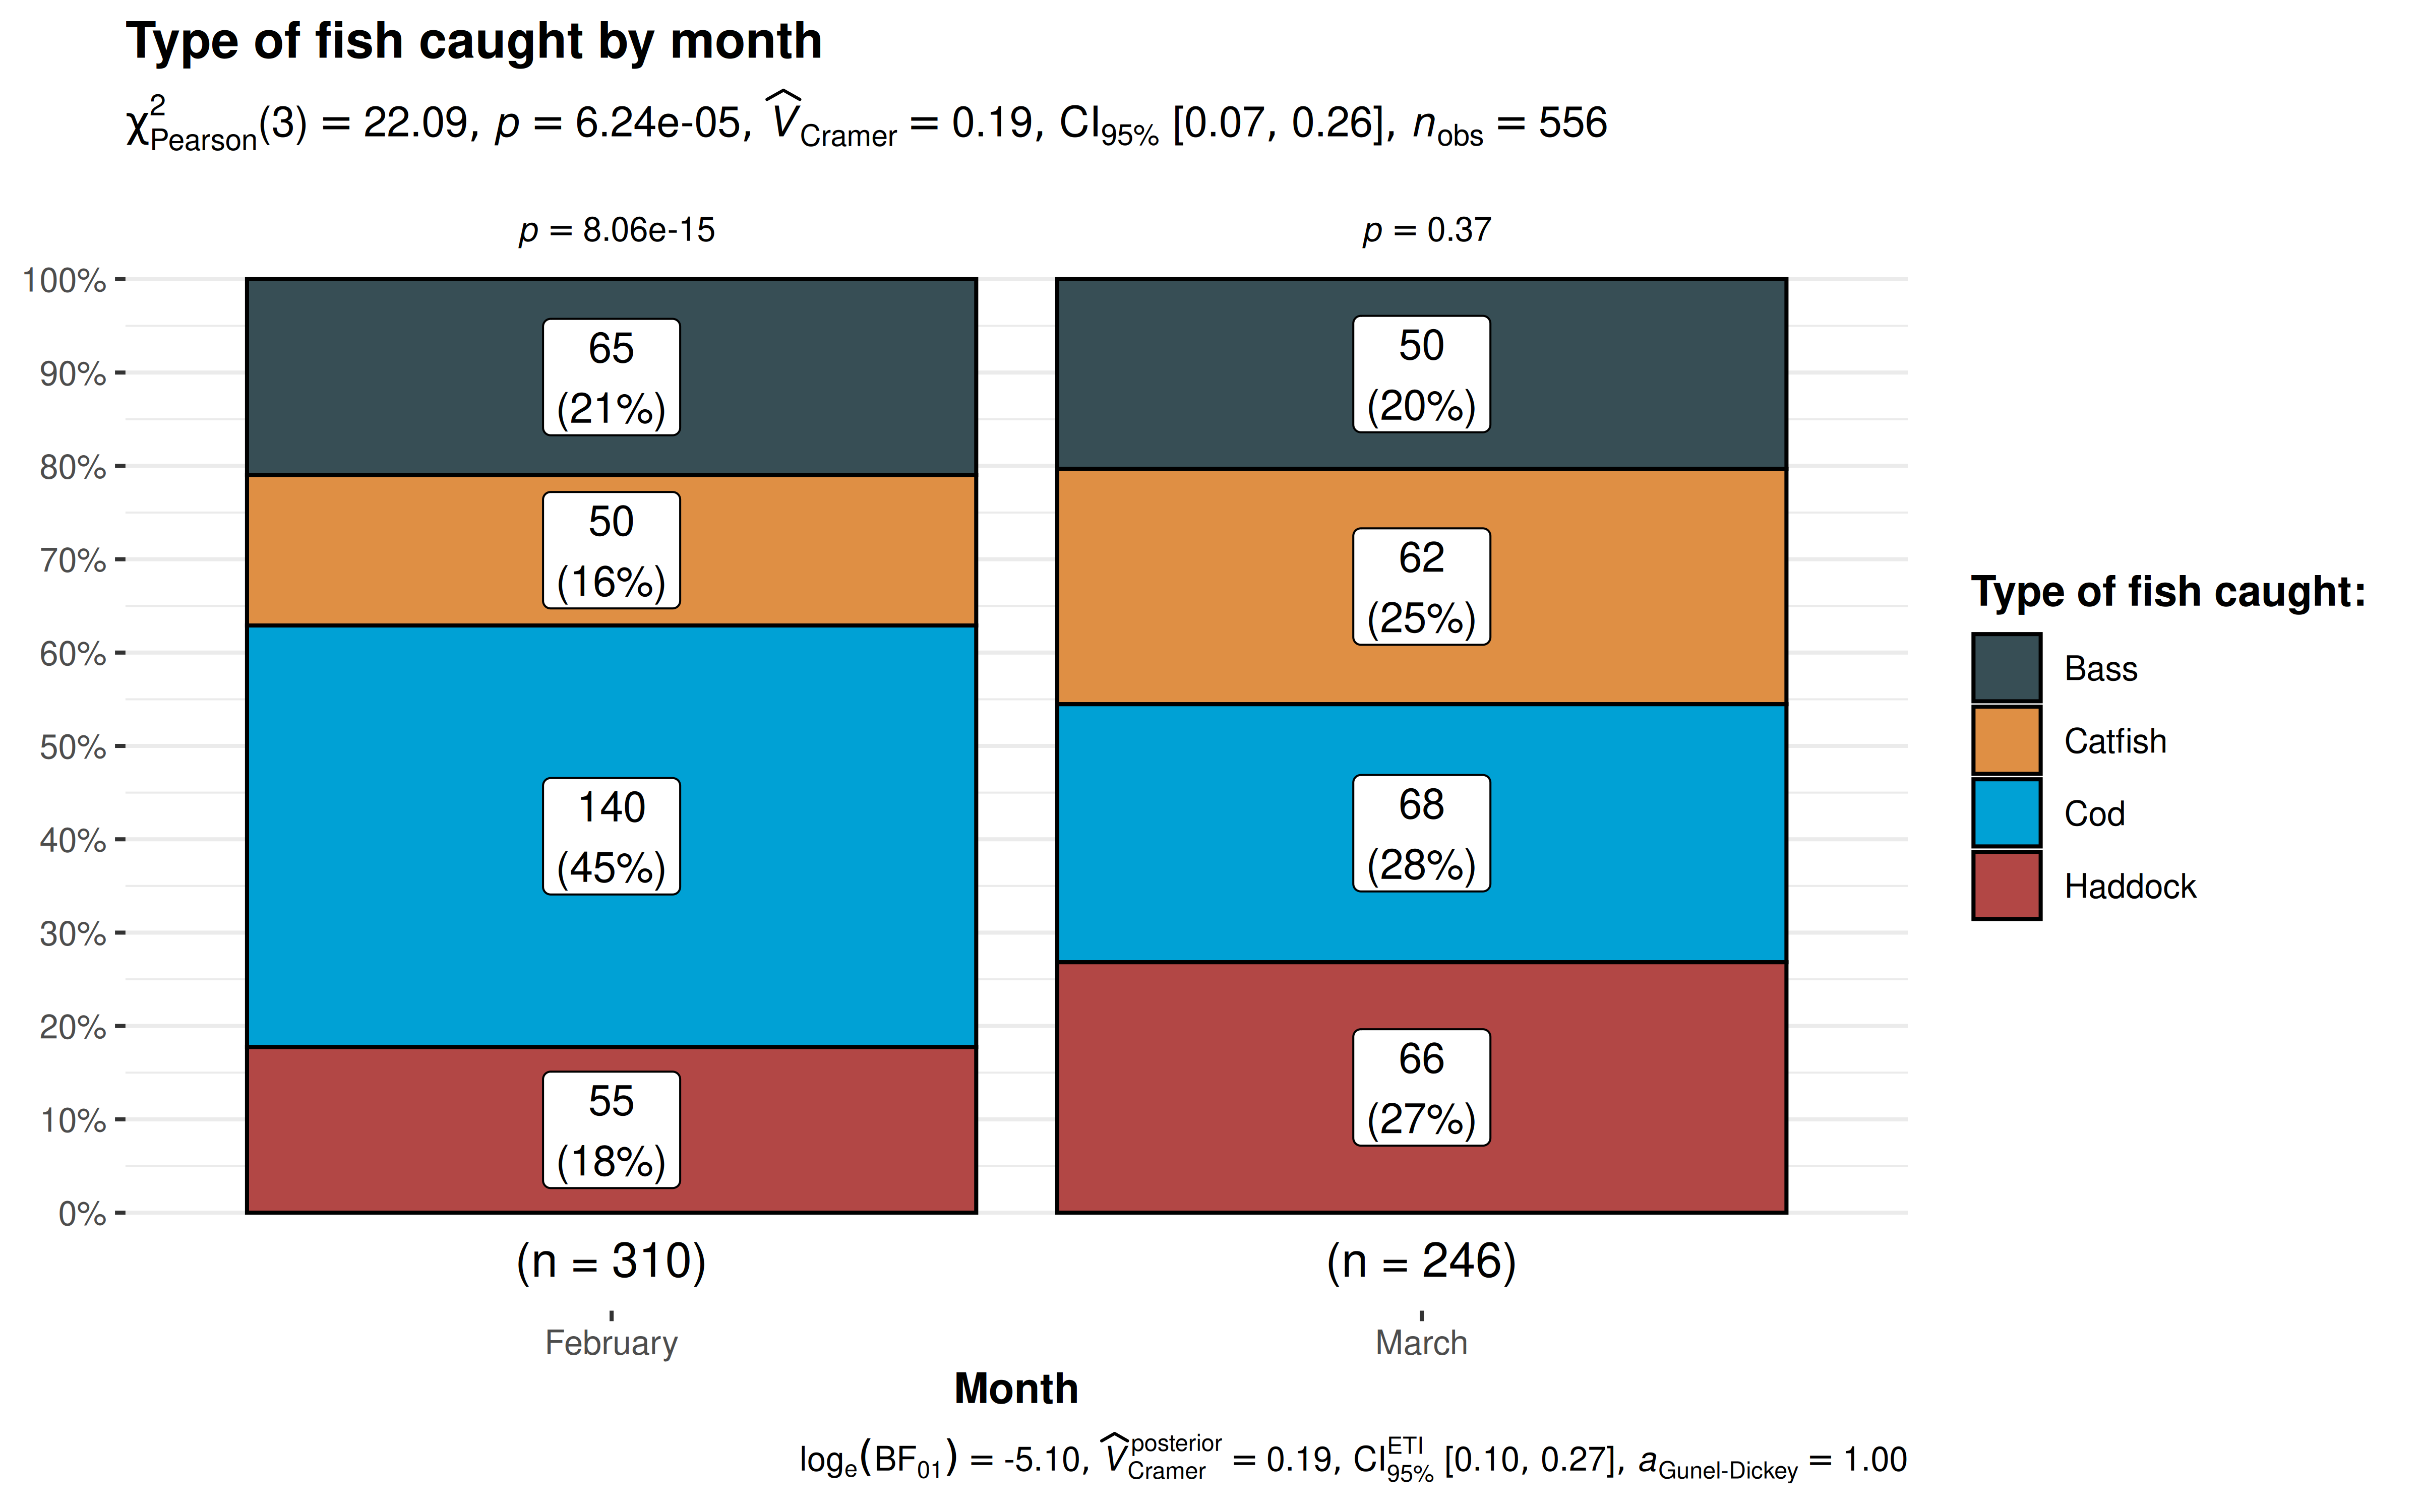 Type of fish caught by month
χ²Pearson(3) = 22.09, p = 6.24e-05, V̂Cramer = 0.19, CI95% [0.07, 0.26], nobs = 556
p = 8.06e-15
p = 0.37
100%
90%
80%
70%
60%
50%
40%
30%
20%
10%
0%
65
(21%)
50
(16%)
140
(45%)
55
(18%)
50
(20%)
62
(25%)
68
(28%)
66
(27%)
(n = 310)
(n = 246)
February
March
Month
Type of fish caught:
Bass
Catfish
Cod
Haddock
loge(BF01) = -5.10, V̂posteriorCramer = 0.19, CIETI95% [0.10, 0.27], aGunel-Dickey = 1.00